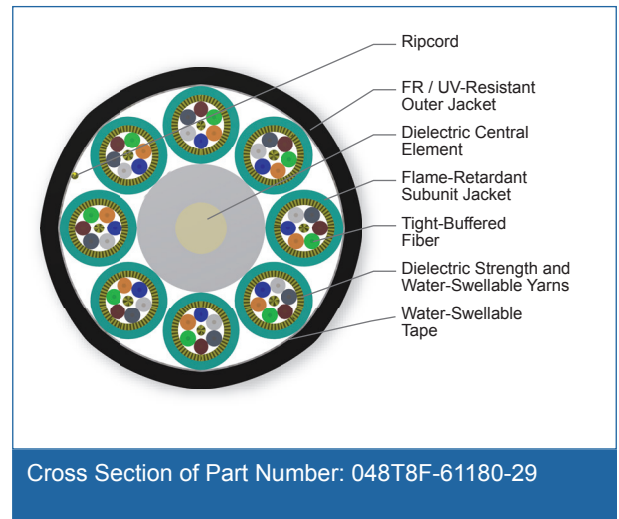 Ripcord
FR / UV-Resistant
Outer Jacket
Dielectric Central
Element
Flame-Retardant
Subunit Jacket
Tight-Buffered
Fiber
Dielectric Strength and
Water-Swellable Yarns
Water-Swellable
Tape
Cross Section of Part Number: 048T8F-61180-29